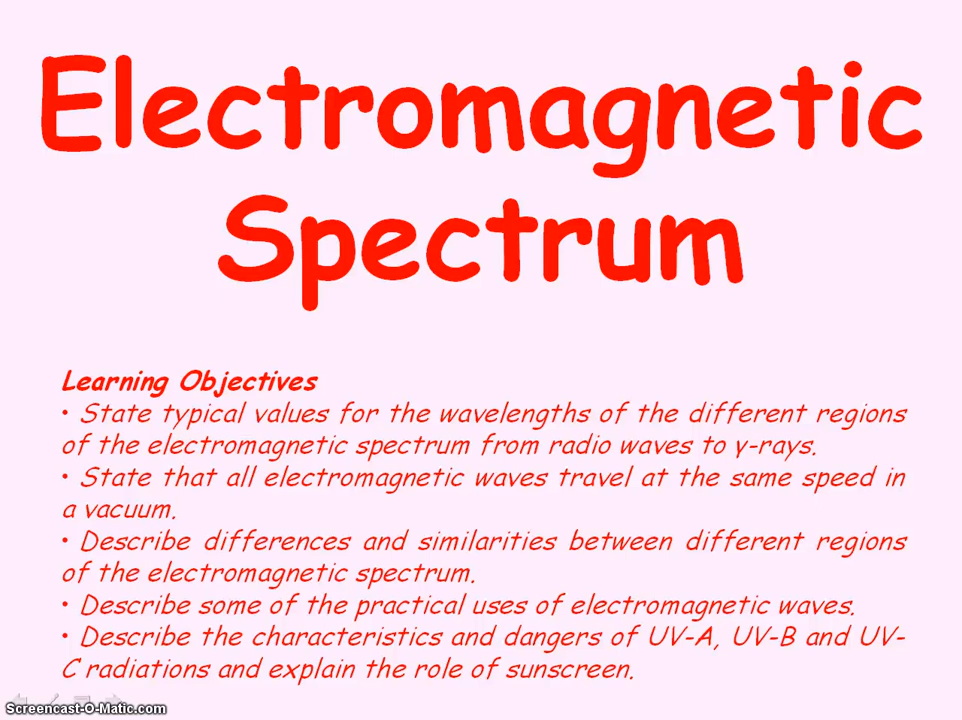 Electromagnetic
Spectrum
Learning Objectives
• State typical values for the wavelengths of the different regions
of the electromagnetic spectrum from radio waves to γ-rays.
• State that all electromagnetic waves travel at the same speed in
a vacuum.
• Describe differences and similarities between different regions
of the electromagnetic spectrum.
• Describe some of the practical uses of electromagnetic waves.
• Describe the characteristics and dangers of UV-A, UV-B and UV-
C radiations and explain the role of sunscreen.
Screencast-O-Matic.com